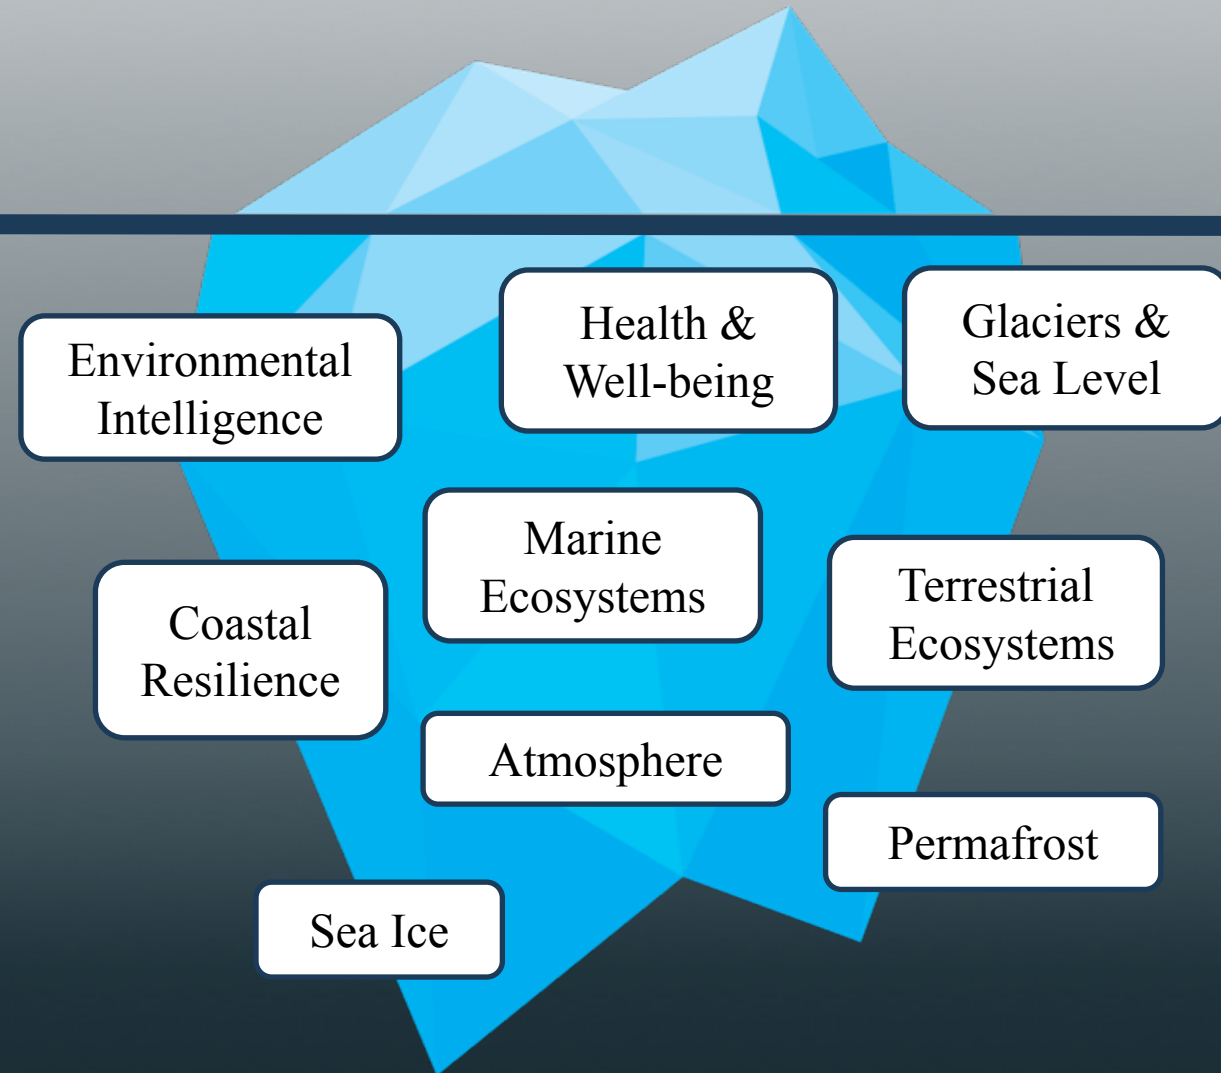 Environmental
Intelligence
Health &
Well-being
Glaciers &
Sea Level
Marine
Ecosystems
Coastal
Resilience
Terrestrial
Ecosystems
Atmosphere
Permafrost
Sea Ice